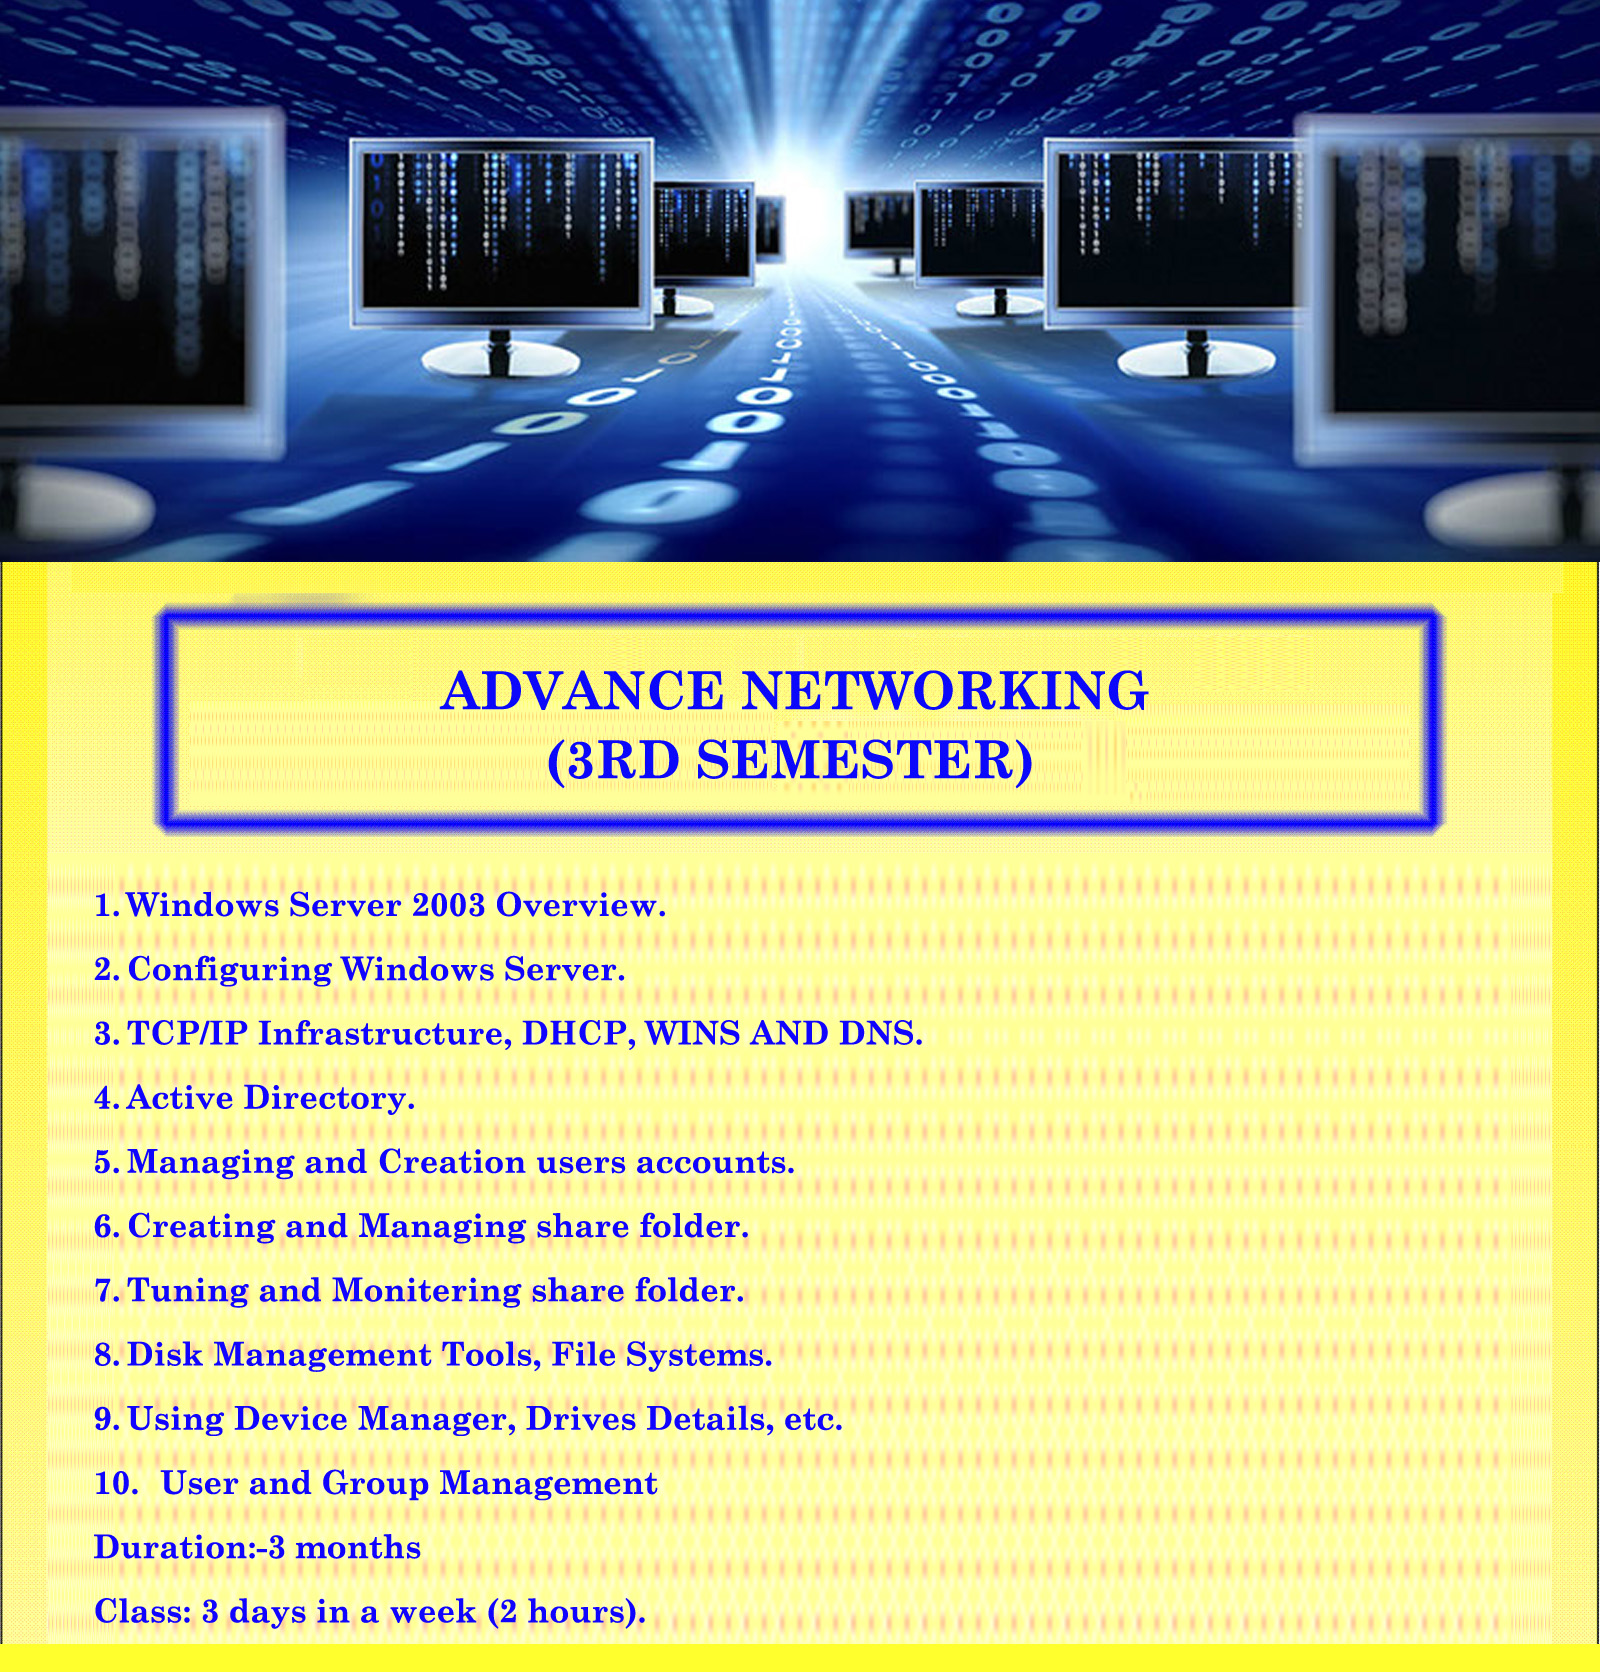 ADVANCE NETWORKING
(3RD SEMESTER)
1. Windows Server 2003 Overview.
2. Configuring Windows Server.
3. TCP/IP Infrastructure, DHCP, WINS AND DNS.
4. Active Directory.
5. Managing and Creation users accounts.
6. Creating and Managing share folder.
7. Tuning and Monitering share folder.
8. Disk Management Tools, File Systems.
9. Using Device Manager, Drives Details, etc.
10. User and Group Management
Duration:-3 months
Class: 3 days in a week (2 hours).